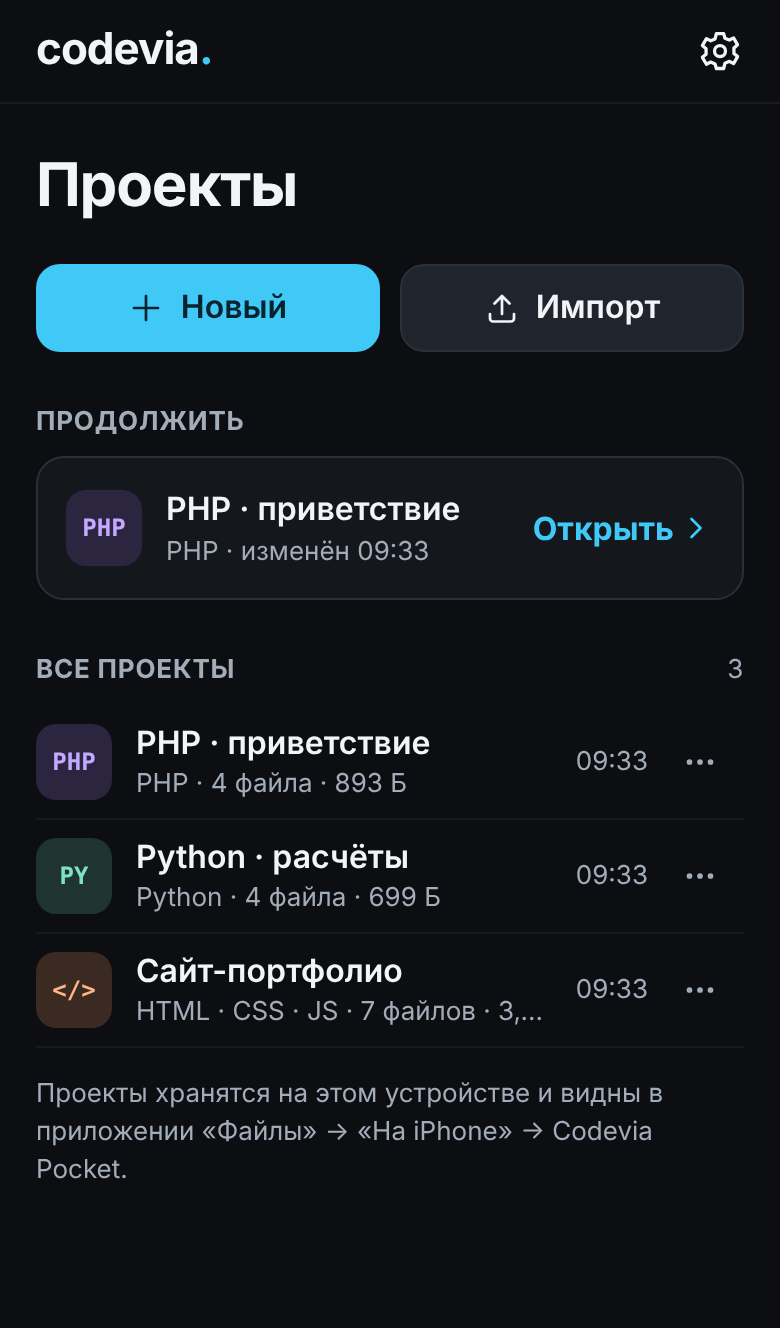 codevia.
Проекты
Новый
Импорт
ПРОДОЛЖИТЬ
PHP
PHP · приветствие
PHP · изменён 09:33
Открыть
ВСЕ ПРОЕКТЫ
3
PHP
PHP · приветствие
PHP · 4 файла · 893 Б
09:33
PY
Python · расчёты
Python · 4 файла · 699 Б
09:33
</>
Сайт-портфолио
HTML · CSS · JS · 7 файлов · 3,...
09:33
Проекты хранятся на этом устройстве и видны в
приложении «Файлы» → «На iPhone» → Codevia
Pocket.